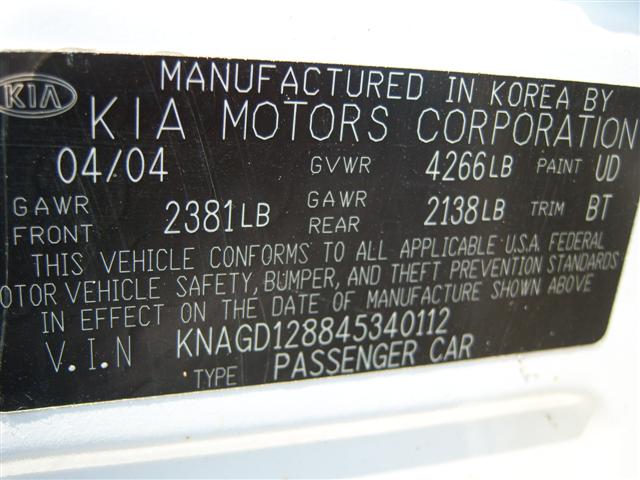 KIA
MANUFACTURED IN KOREA BY
KIA MOTORS CORPORATION
04/04 GVWR 4266LB PAINT UD
GAWR FRONT 2381LB GAWR REAR 2138LB TRIM BT
THIS VEHICLE CONFORMS TO ALL APPLICABLE U.S.A. FEDERAL
OTOR VEHICLE SAFETY, BUMPER, AND THEFT PREVENTION STANDARDS
IN EFFECT ON THE DATE OF MANUFACTURING SHOWN ABOVE
V.I.N KNAGD128845340112
TYPE PASSENGER CAR